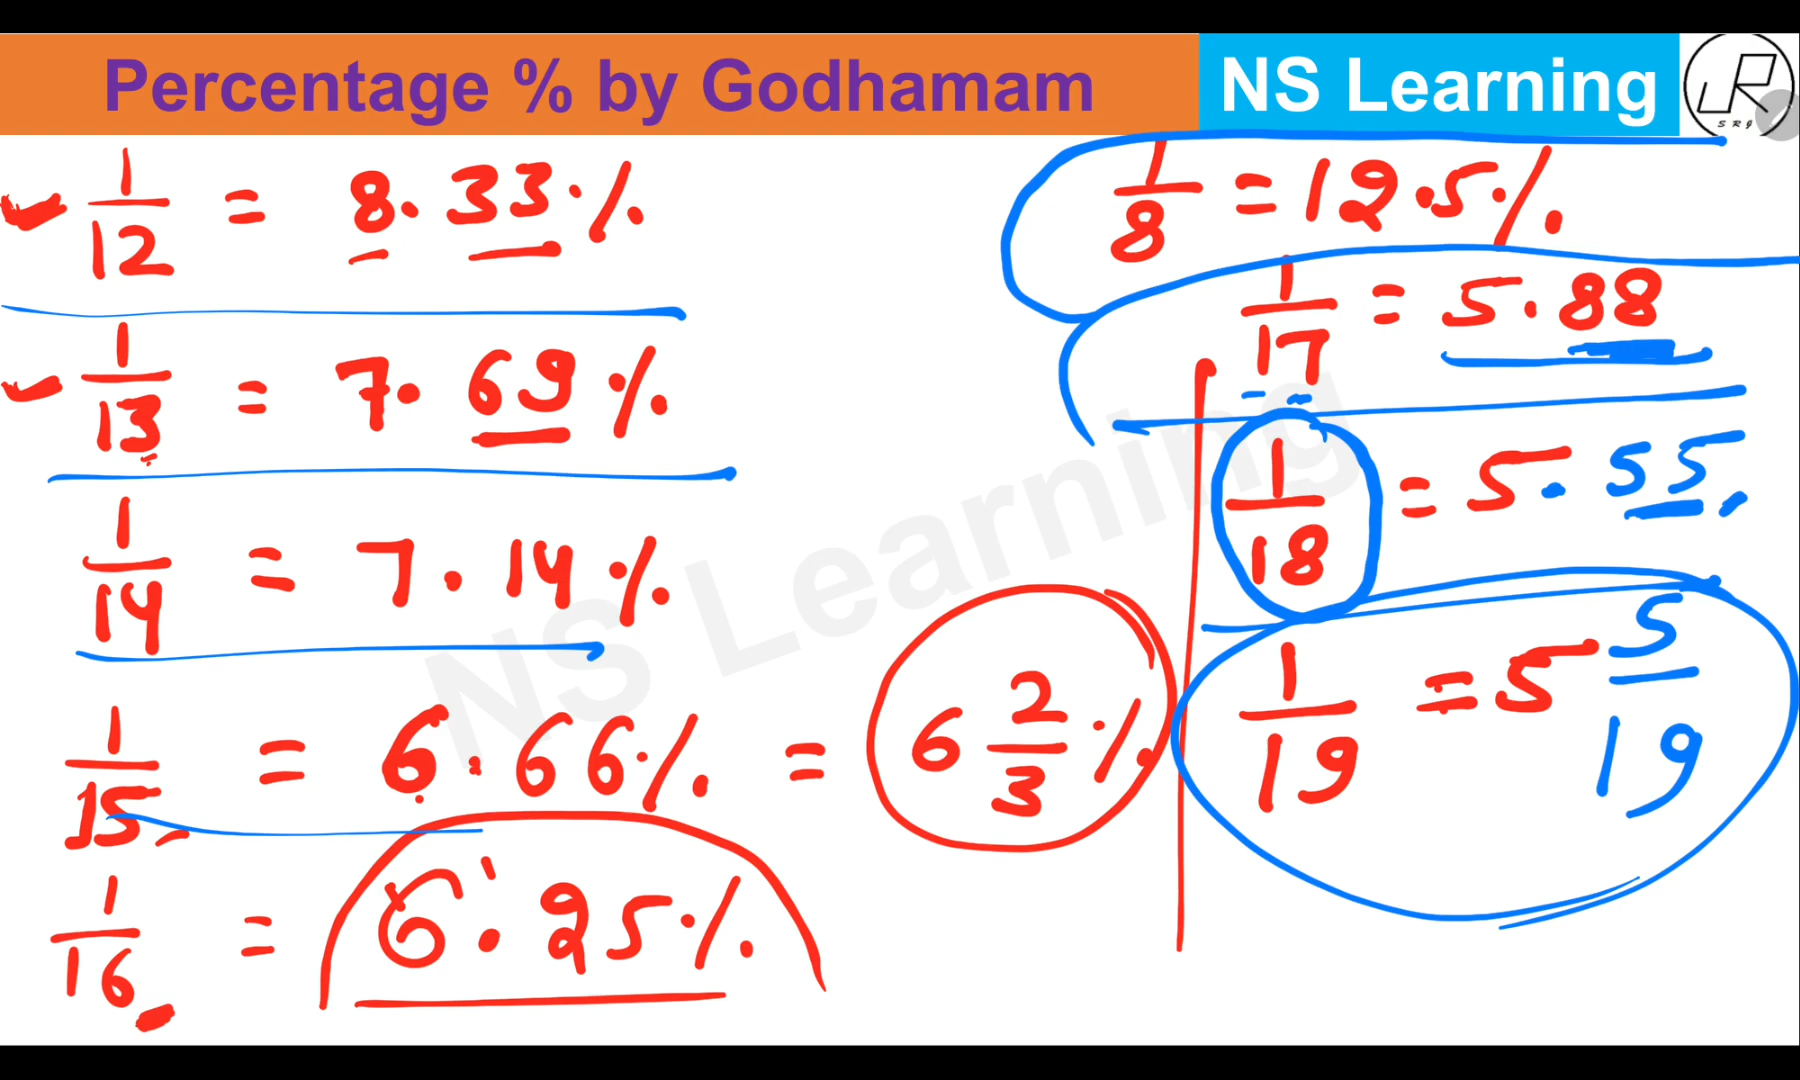 Percentage % by Godhamam
NS Learning
SRJ
1/12 = 8.33%
1/13 = 7.69%
1/14 = 7.14%
1/15 = 6.66% = 6 2/3 %
1/16 = 6.25%
1/8 = 12.5%
1/17 = 5.88
1/18 = 5.55.
1/19 = 5 5/19
NS Learning